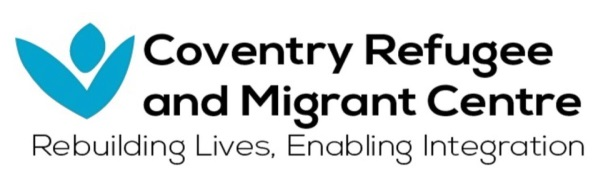 Coventry Refugee
and Migrant Centre
Rebuilding Lives, Enabling Integration